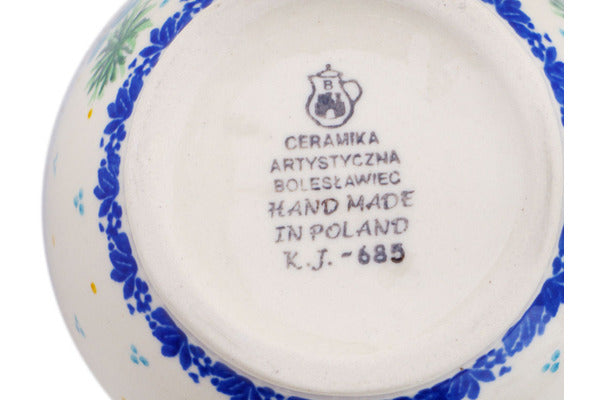 B
CERAMIKA
ARTYSTYCZNA
BOLESŁAWIEC
HAND MADE
IN POLAND
K.J. -685